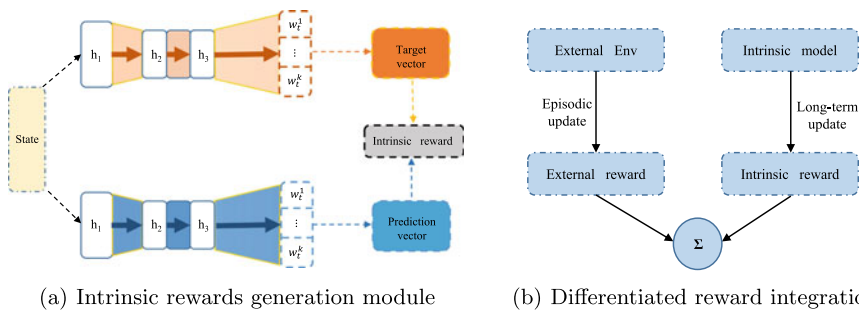 State
h₁
h₂
h₃
w_t^1
⋮
w_t^k
Target
vector
Intrinsic reward
h₁
h₂
h₃
w_t^1
⋮
w_t^k
Prediction
vector
(a) Intrinsic rewards generation module
External Env
Intrinsic model
Episodic
update
Long-term
update
External reward
Intrinsic reward
Σ
(b) Differentiated reward integratio